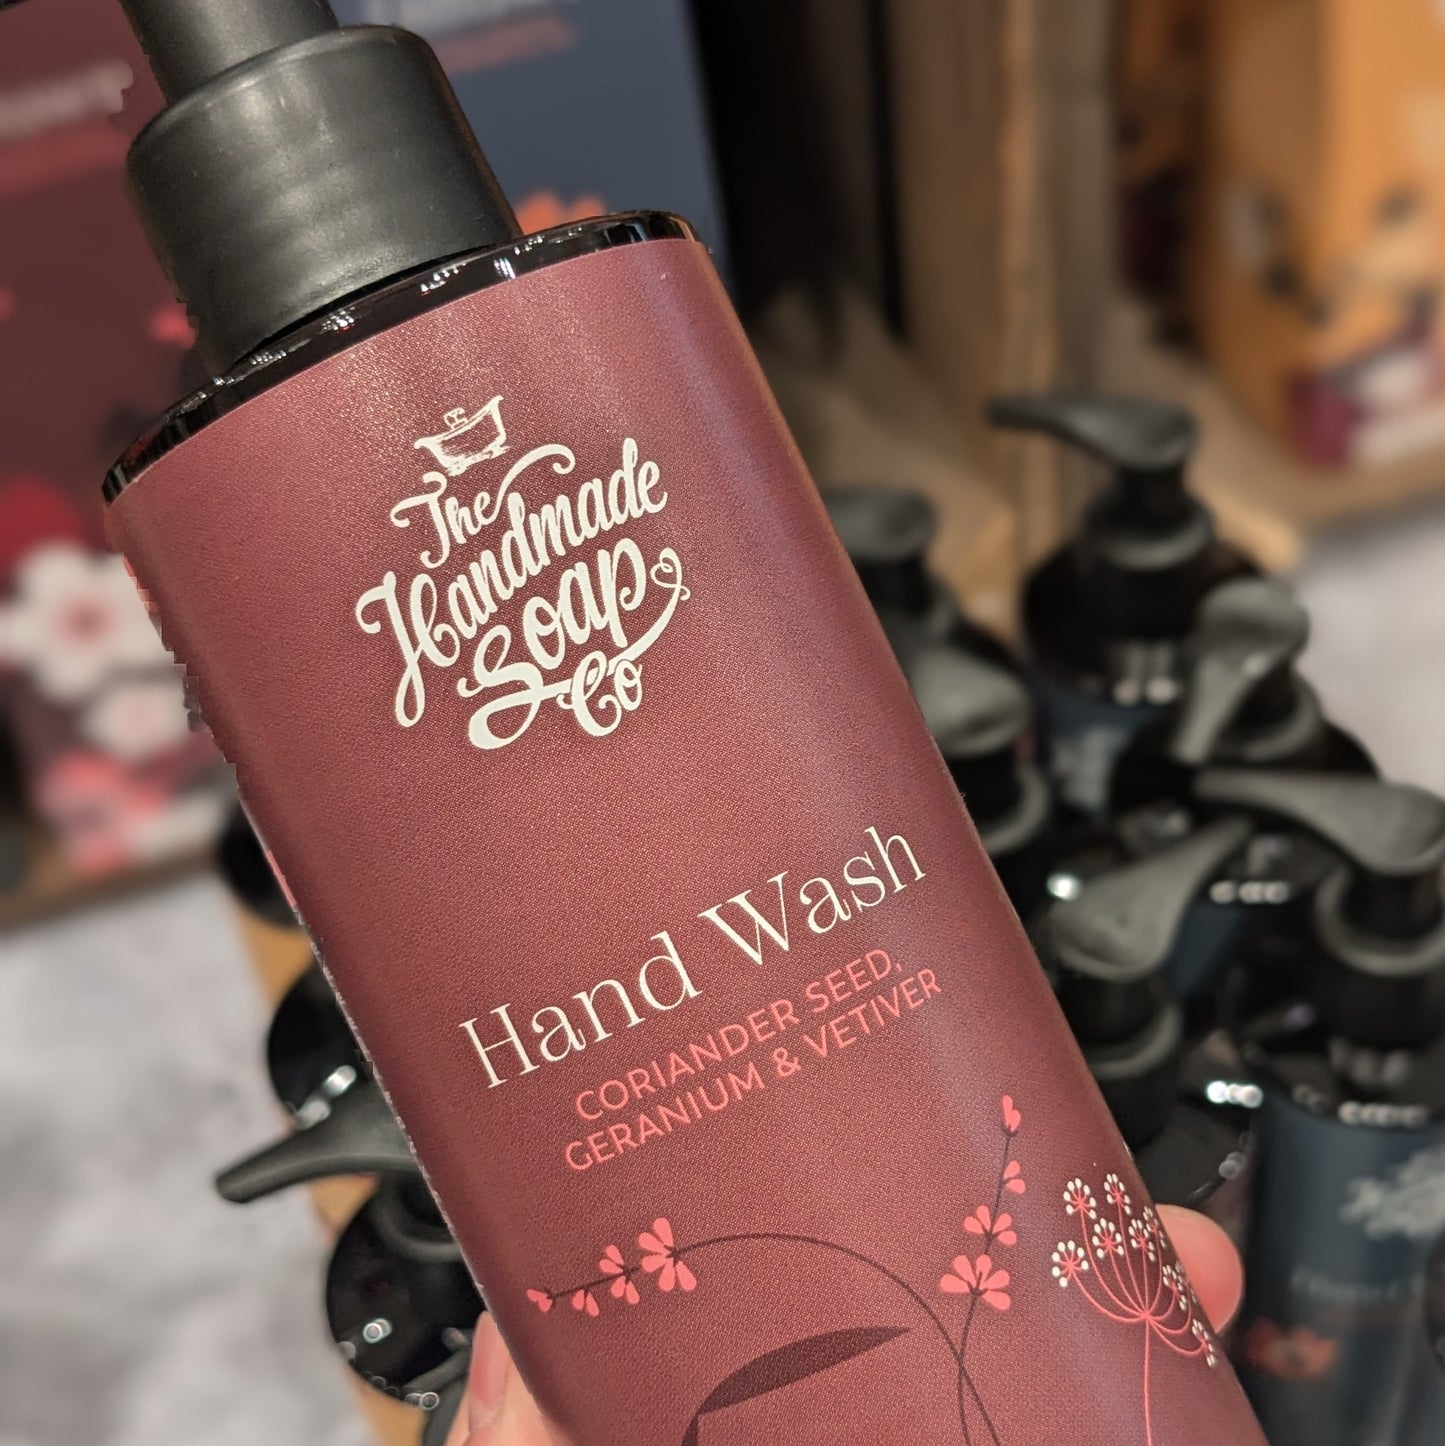 The
Handmade
Soap
Co
Hand Wash
CORIANDER SEED,
GERANIUM & VETIVER